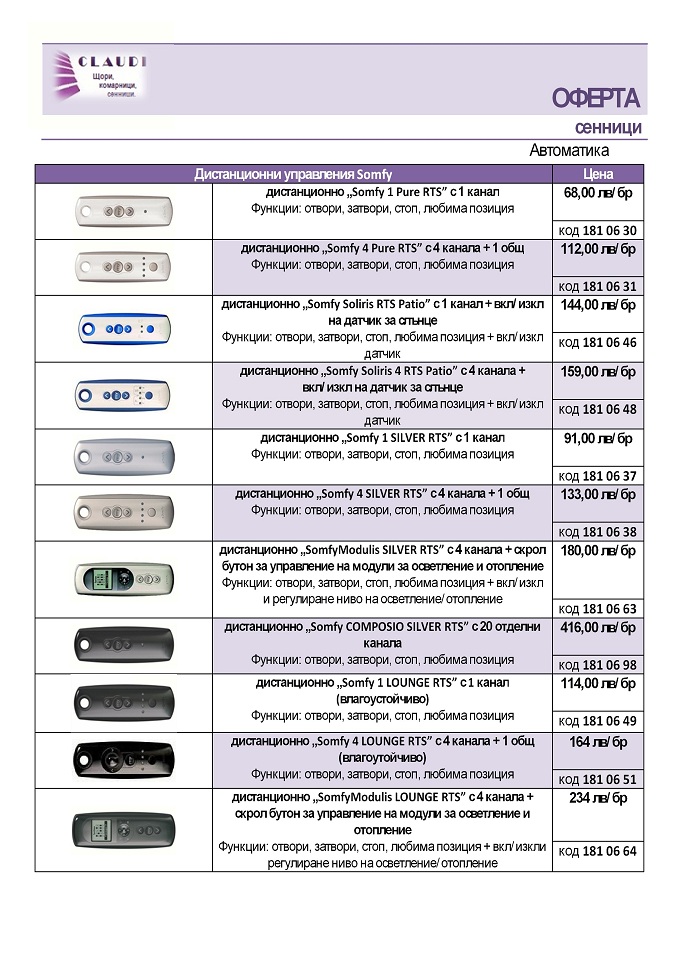 CLAUDI
Щори,
комарници,
сенници.
ОФЕРТА
сенници
Автоматика
Дистанционни управления Somfy
Цена
дистанционно „Somfy 1 Pure RTS” с 1 канал
Функции: отвори, затвори, стоп, любима позиция
68,00 лв/ бр
код 181 06 30
дистанционно „Somfy 4 Pure RTS” с 4 канала + 1 общ
Функции: отвори, затвори, стоп, любима позиция
112,00 лв/ бр
код 181 06 31
дистанционно „Somfy Soliris RTS Patio” с 1 канал + вкл/ изкл
на датчик за слънце
Функции: отвори, затвори, стоп, любима позиция + вкл/ изкл
датчик
144,00 лв/ бр
код 181 06 46
дистанционно „Somfy Soliris 4 RTS Patio” с 4 канала +
вкл/ изкл на датчик за слънце
Функции: отвори, затвори, стоп, любима позиция + вкл/ изкл
датчик
159,00 лв/ бр
код 181 06 48
дистанционно „Somfy 1 SILVER RTS” с 1 канал
Функции: отвори, затвори, стоп, любима позиция
91,00 лв/ бр
код 181 06 37
дистанционно „Somfy 4 SILVER RTS” с 4 канала + 1 общ
Функции: отвори, затвори, стоп, любима позиция
133,00 лв/ бр
код 181 06 38
дистанционно „SomfyModulis SILVER RTS” с 4 канала + скрол
бутон за управление на модули за осветление и отопление
Функции: отвори, затвори, стоп, любима позиция + вкл/ изкл
и регулиране ниво на осветление/ отопление
180,00 лв/ бр
код 181 06 63
дистанционно „Somfy COMPOSIO SILVER RTS” с 20 отделни
канала
Функции: отвори, затвори, стоп, любима позиция
416,00 лв/ бр
код 181 06 98
дистанционно „Somfy 1 LOUNGE RTS” с 1 канал
(влагоустойчиво)
Функции: отвори, затвори, стоп, любима позиция
114,00 лв/ бр
код 181 06 49
дистанционно „Somfy 4 LOUNGE RTS” с 4 канала + 1 общ
(влагоутойчиво)
Функции: отвори, затвори, стоп, любима позиция
164 лв/ бр
код 181 06 51
дистанционно „SomfyModulis LOUNGE RTS” с 4 канала +
скрол бутон за управление на модули за осветление и
отопление
Функции: отвори, затвори, стоп, любима позиция + вкл/ изкли
регулиране ниво на осветление/ отопление
234 лв/ бр
код 181 06 64